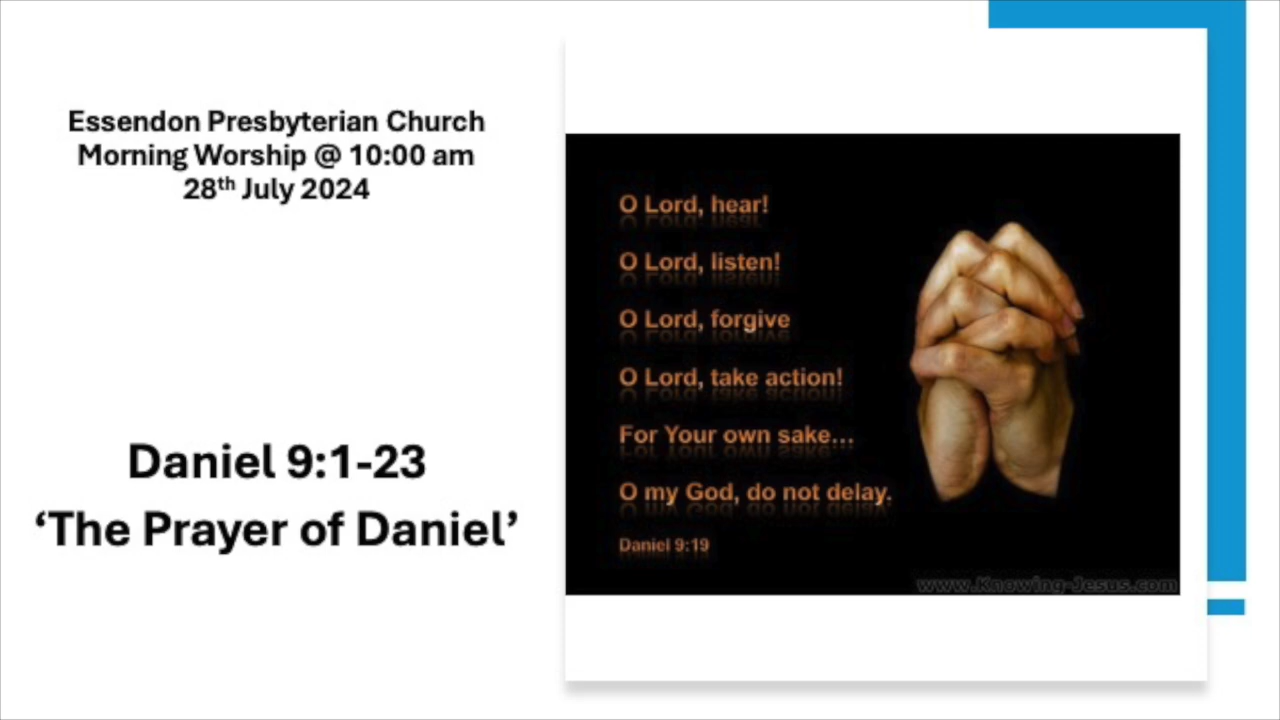 Essendon Presbyterian Church
Morning Worship @ 10:00 am
28th July 2024
Daniel 9:1-23
‘The Prayer of Daniel’
O Lord, hear!
O Lord, listen!
O Lord, forgive
O Lord, take action!
For Your own sake...
O my God, do not delay.
Daniel 9:19
www.Knowing-Jesus.com